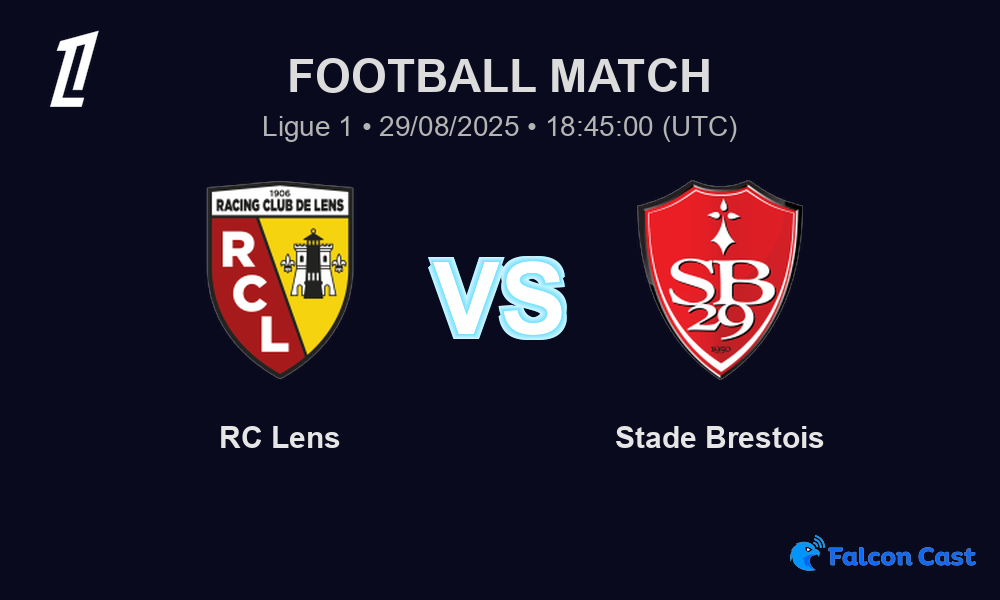 FOOTBALL MATCH
Ligue 1 • 29/08/2025 • 18:45:00 (UTC)
1906
RACING CLUB DE LENS
R
C
L
VS
SB
29
1950
RC Lens
Stade Brestois
Falcon Cast